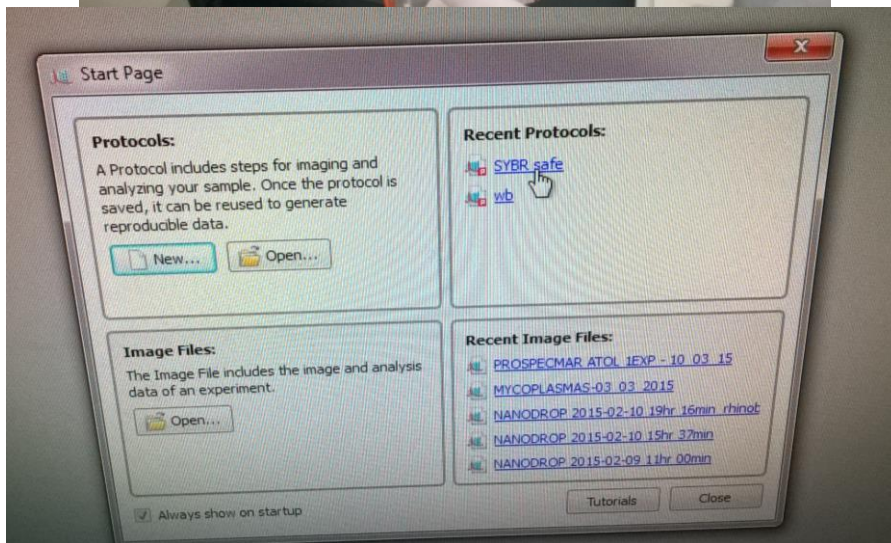 Start Page
Protocols:
A Protocol includes steps for imaging and
analyzing your sample. Once the protocol is
saved, it can be reused to generate
reproducible data.
New...
Open...
Recent Protocols:
SYBR safe
wb
Image Files:
The Image File includes the image and analysis
data of an experiment.
Open...
Recent Image Files:
PROSPECMAR ATOL 1EXP - 10 03 15
MYCOPLASMAS-03 03 2015
NANODROP 2015-02-10 19hr 16min rhinob
NANODROP 2015-02-10 15hr 37min
NANODROP 2015-02-09 11hr 00min
Always show on startup
Tutorials
Close